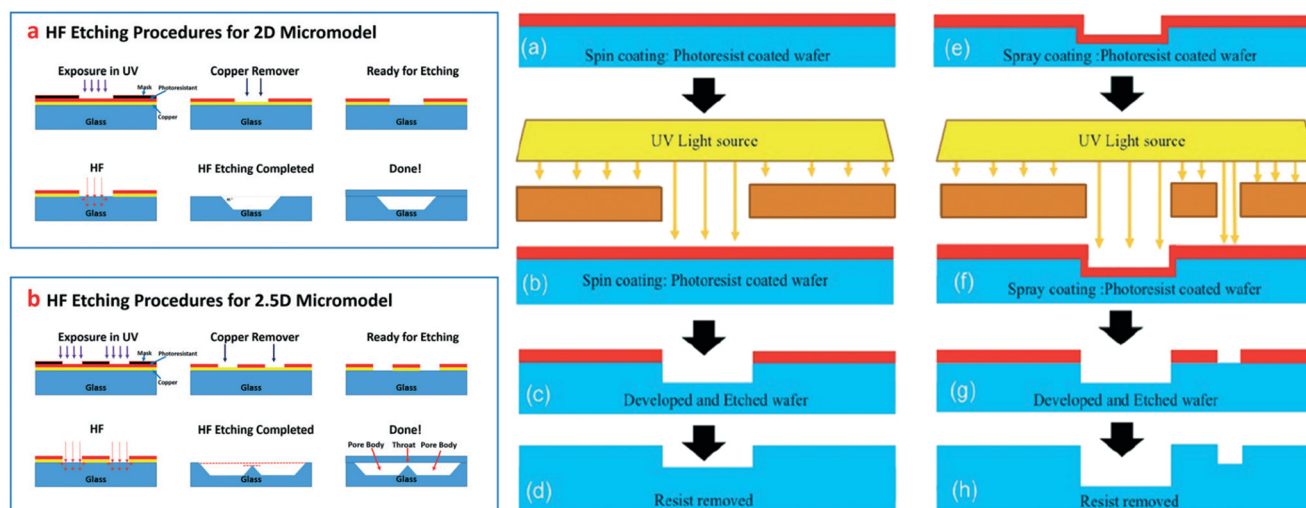 a HF Etching Procedures for 2D Micromodel
Exposure in UV
Copper Remover
Ready for Etching
Mask
Photoresistant
Copper
Glass
Glass
Glass
HF
HF Etching Completed
Done!
Glass
Glass
Glass
b HF Etching Procedures for 2.5D Micromodel
Exposure in UV
Copper Remover
Ready for Etching
Mask
Photoresistant
Copper
Glass
Glass
Glass
HF
HF Etching Completed
Done!
Pore Body
Throat
Pore Body
Glass
Glass
Glass
(a)
Spin coating: Photoresist coated wafer
UV Light source
(b)
Spin coating: Photoresist coated wafer
(c)
Developed and Etched wafer
(d)
Resist removed
(e)
Spray coating :Photoresist coated wafer
UV Light source
(f)
Spray coating :Photoresist coated wafer
(g)
Developed and Etched wafer
(h)
Resist removed